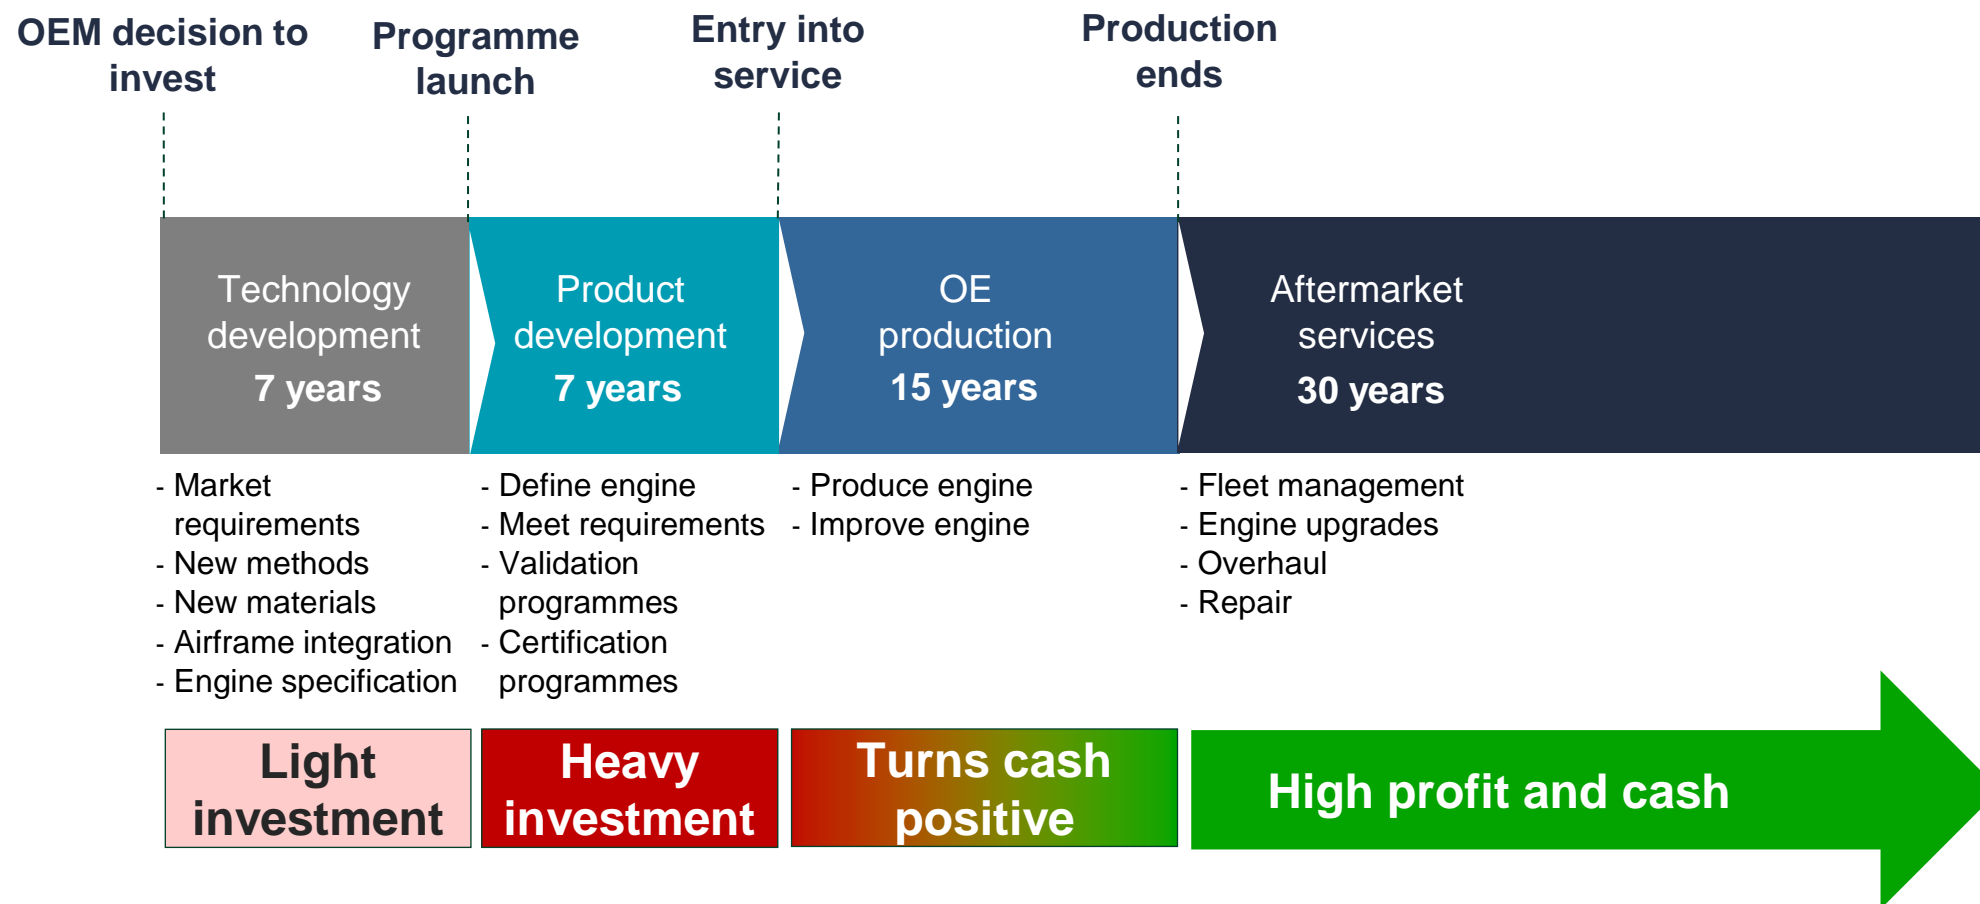 OEM decision to
invest
Programme
launch
Entry into
service
Production
ends
Technology
development
7 years
Product
development
7 years
OE
production
15 years
Aftermarket
services
30 years
- Market
requirements
- New methods
- New materials
- Airframe integration
- Engine specification
- Define engine
- Meet requirements
- Validation
programmes
- Certification
programmes
- Produce engine
- Improve engine
- Fleet management
- Engine upgrades
- Overhaul
- Repair
Light
investment
Heavy
investment
Turns cash
positive
High profit and cash